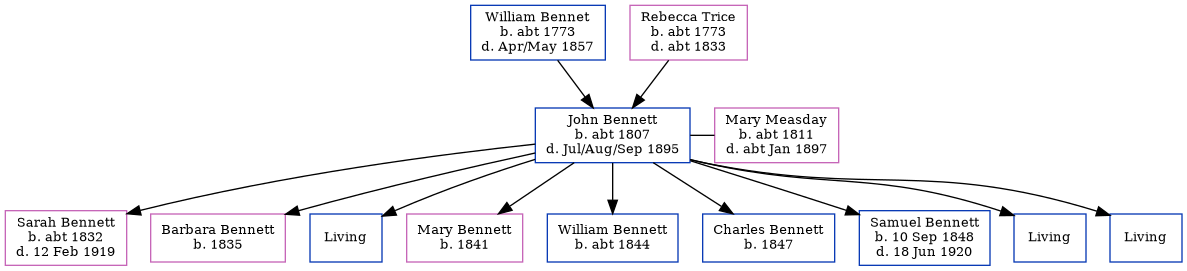 William Bennet
b. abt 1773
d. Apr/May 1857
Rebecca Trice
b. abt 1773
d. abt 1833
John Bennett
b. abt 1807
d. Jul/Aug/Sep 1895
Mary Measday
b. abt 1811
d. abt Jan 1897
Sarah Bennett
b. abt 1832
d. 12 Feb 1919
Barbara Bennett
b. 1835
Living
Mary Bennett
b. 1841
William Bennett
b. abt 1844
Charles Bennett
b. 1847
Samuel Bennett
b. 10 Sep 1848
d. 18 Jun 1920
Living
Living